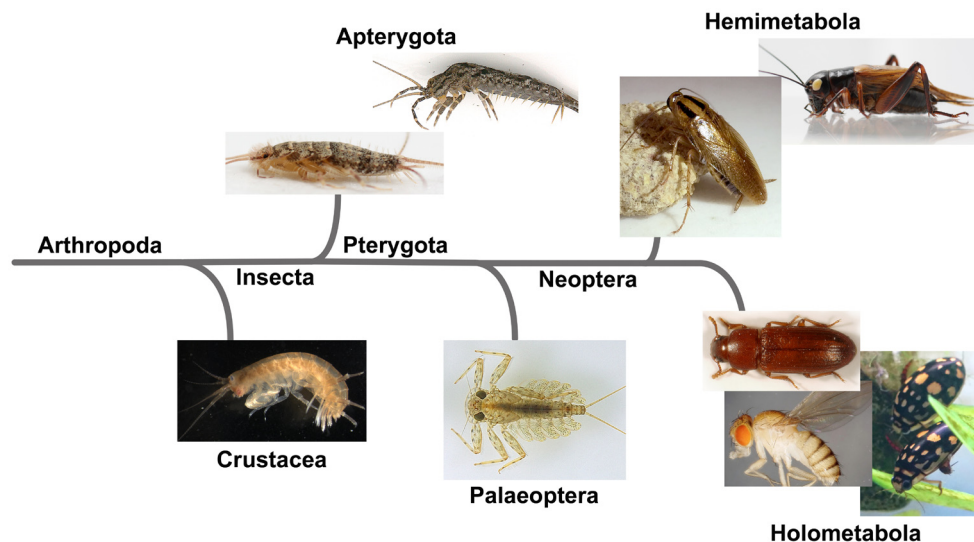 Hemimetabola
Apterygota
Arthropoda
Pterygota
Insecta
Neoptera
Crustacea
Palaeoptera
Holometabola